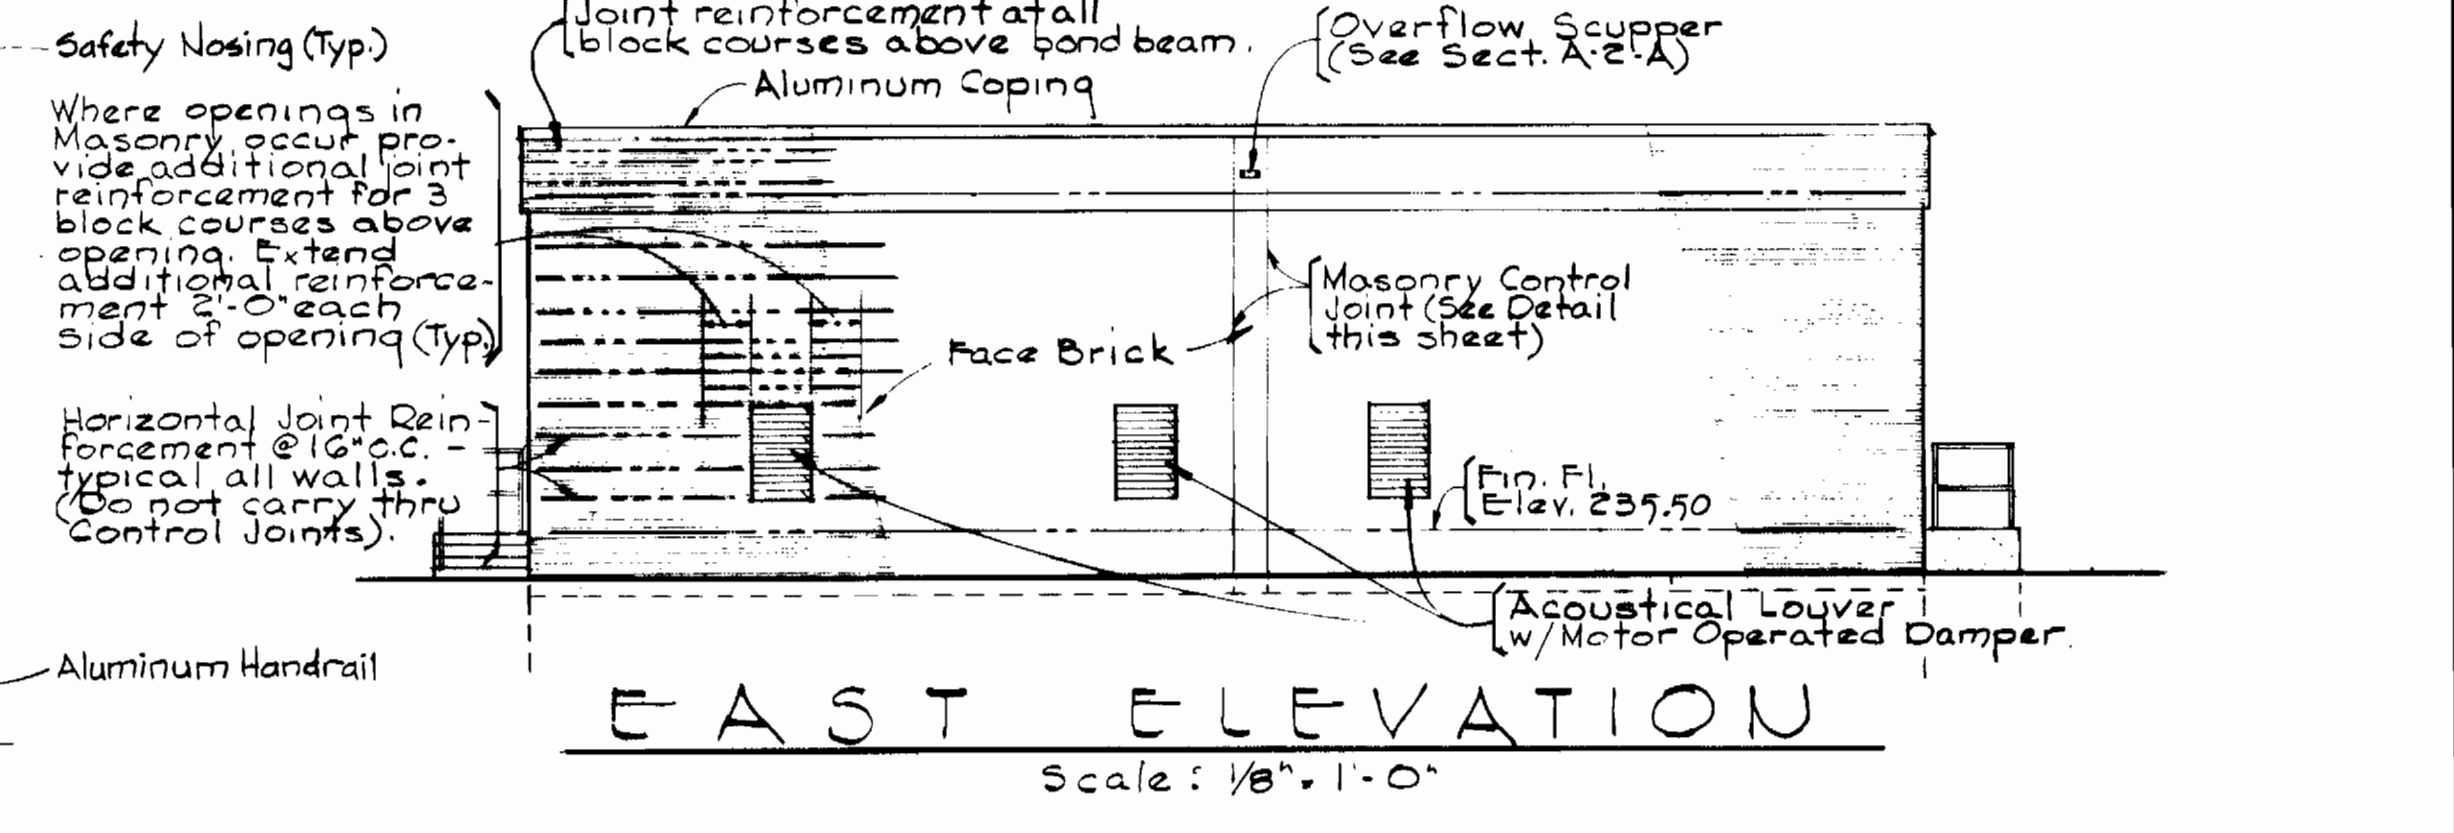 Joint reinforcement at all
block courses above bond beam.
Overflow Scupper
(See Sect. A-2-A)
Safety Nosing (Typ.)
Aluminum Coping
Where openings in
Masonry occur pro-
vide additional joint
reinforcement for 3
block courses above
opening. Extend
additional reinforce-
ment 2'-0" each
side of opening (Typ.)
Masonry Control
Joint (See Detail
this sheet)
Face Brick
Horizontal Joint Rein-
forcement @ 16" O.C. -
typical all walls.
(Do not carry thru
Control Joints).
Fin. Fl.
Elev. 235.50
Acoustical Louver
w/Motor Operated Damper.
Aluminum Handrail
EAST ELEVATION
Scale: 1/8" = 1'-0"